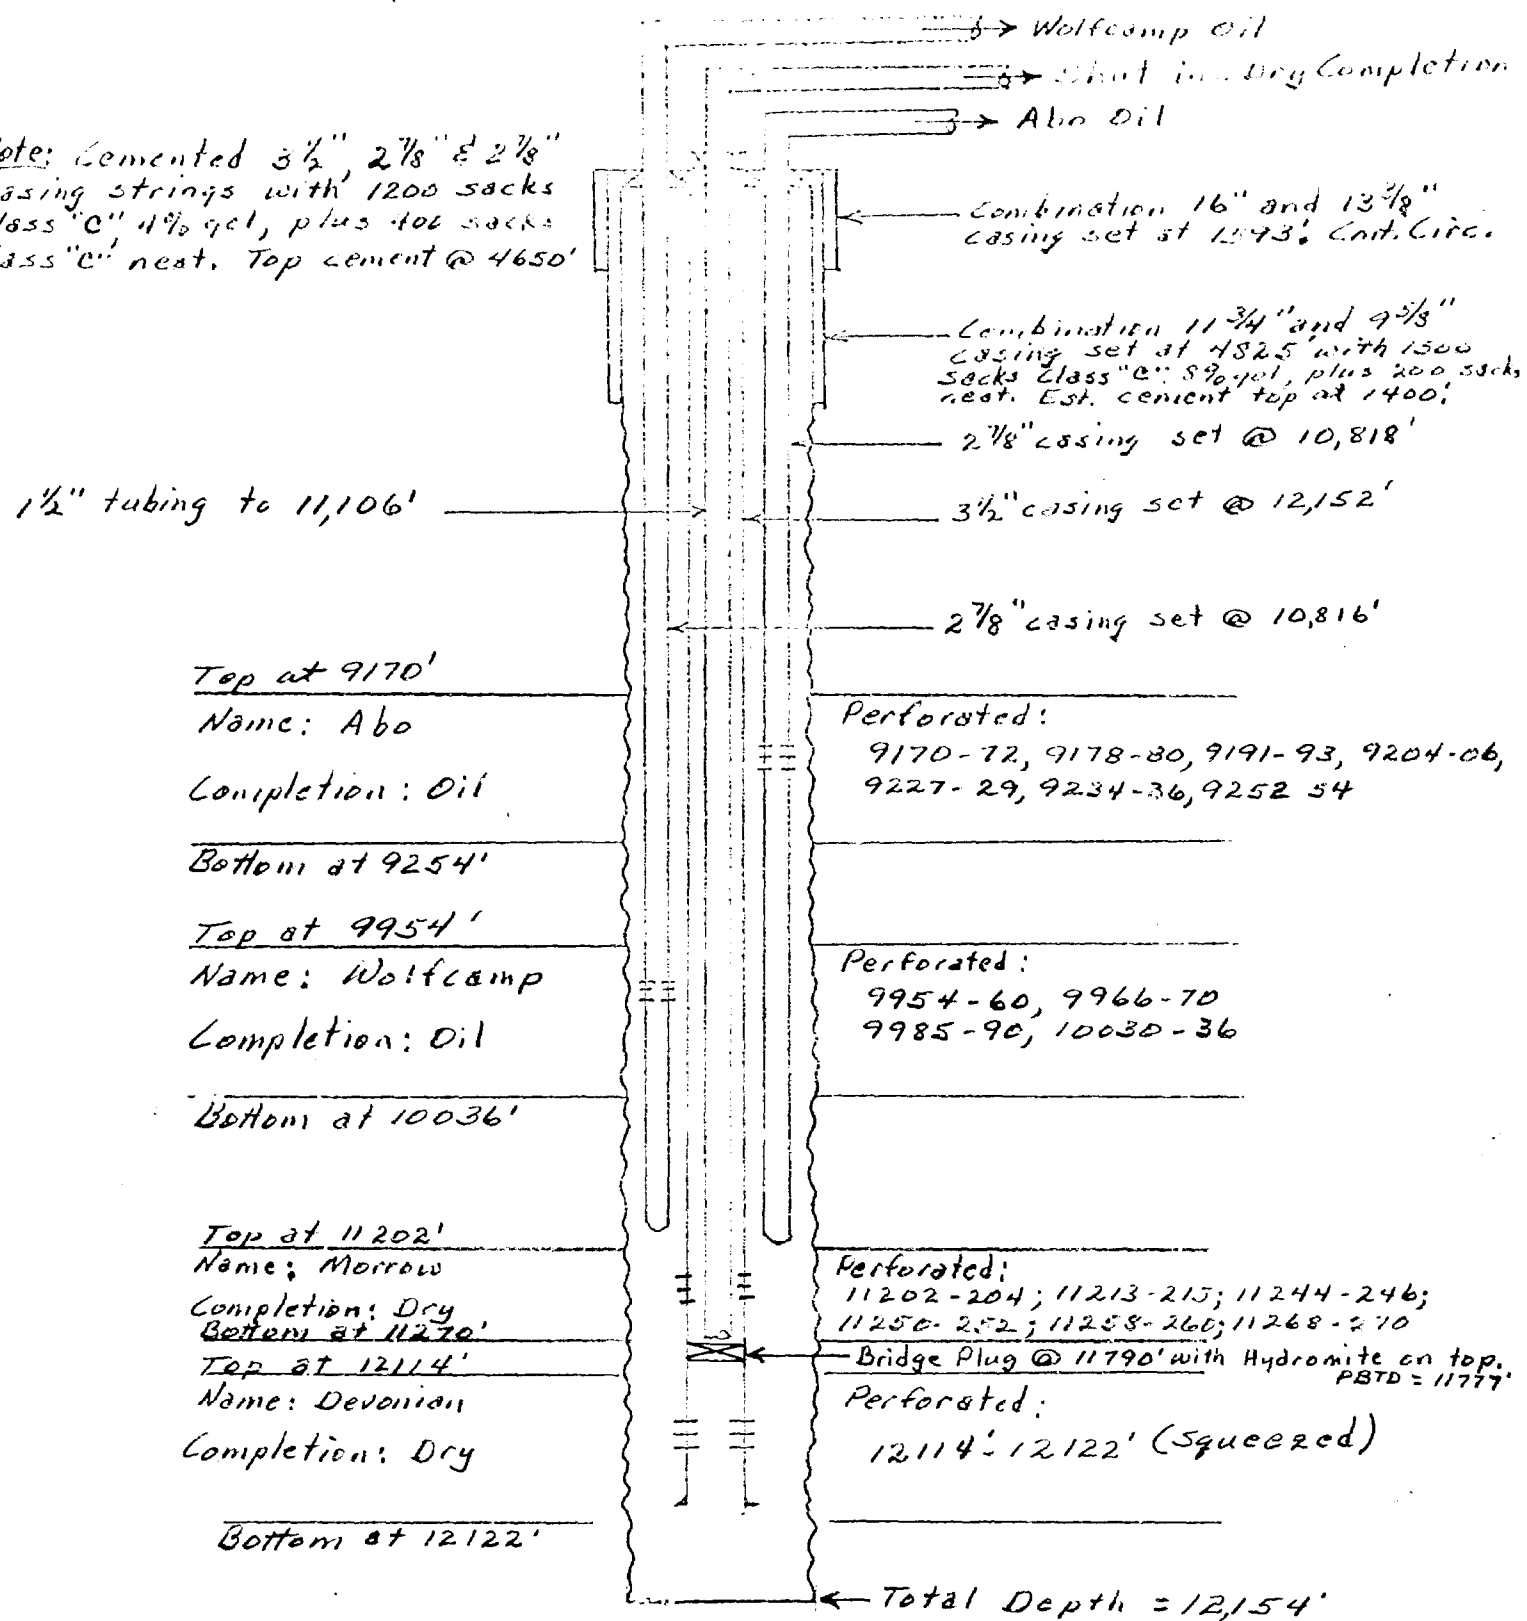 Wolfcamp Oil
Shut in - Dry Completion
Abo Oil
ote: Cemented 3½", 2⅞" & 2⅞"
asing strings with 1200 sacks
lass "C" 4% gel, plus 400 sacks
lass "C" neat. Top cement @ 4650'
Combination 16" and 13⅜"
casing set at 1593'. Cmt. Circ.
Combination 11¾" and 9⅝"
casing set at 4825' with 1500
sacks Class "C" 8% gel, plus 200 sacks
neat. Est. cement top at 1400'.
2⅞" casing set @ 10,818'
1½" tubing to 11,106'
3½" casing set @ 12,152'
2⅞" casing set @ 10,816'
Top at 9170'
Name: Abo
Completion: Oil
Bottom at 9254'
Perforated:
9170-72, 9178-80, 9191-93, 9204-06,
9227-29, 9234-36, 9252 54
Top at 9954'
Name: Wolfcamp
Completion: Oil
Bottom at 10036'
Perforated:
9954-60, 9966-70
9985-90, 10030-36
Top at 11202'
Name: Morrow
Completion: Dry
Bottom at 11270'
Perforated:
11202-204; 11213-215; 11244-246;
11250-252; 11258-260; 11268-270
Bridge Plug @ 11790' with Hydromite on top.
PBTD = 11777'
Top at 12114'
Name: Devonian
Completion: Dry
Bottom at 12122'
Perforated:
12114'-12122' (Squeezed)
Total Depth = 12,154'